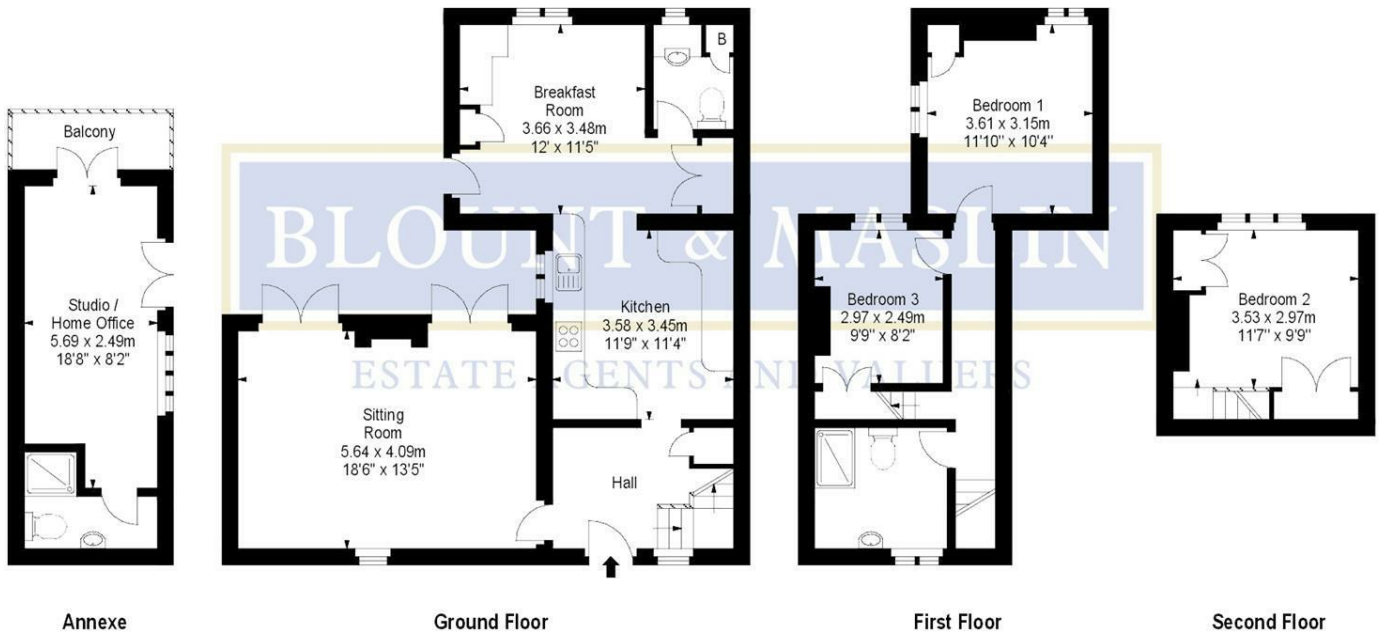 Balcony
Studio /
Home Office
5.69 x 2.49m
18'8" x 8'2"
Annexe
Breakfast
Room
3.66 x 3.48m
12' x 11'5"
B
Kitchen
3.58 x 3.45m
11'9" x 11'4"
Sitting
Room
5.64 x 4.09m
18'6" x 13'5"
Hall
Ground Floor
Bedroom 1
3.61 x 3.15m
11'10" x 10'4"
Bedroom 3
2.97 x 2.49m
9'9" x 8'2"
First Floor
Bedroom 2
3.53 x 2.97m
11'7" x 9'9"
Second Floor
BLOUNT & MASLIN
ESTATE AGENTS AND VALUERS